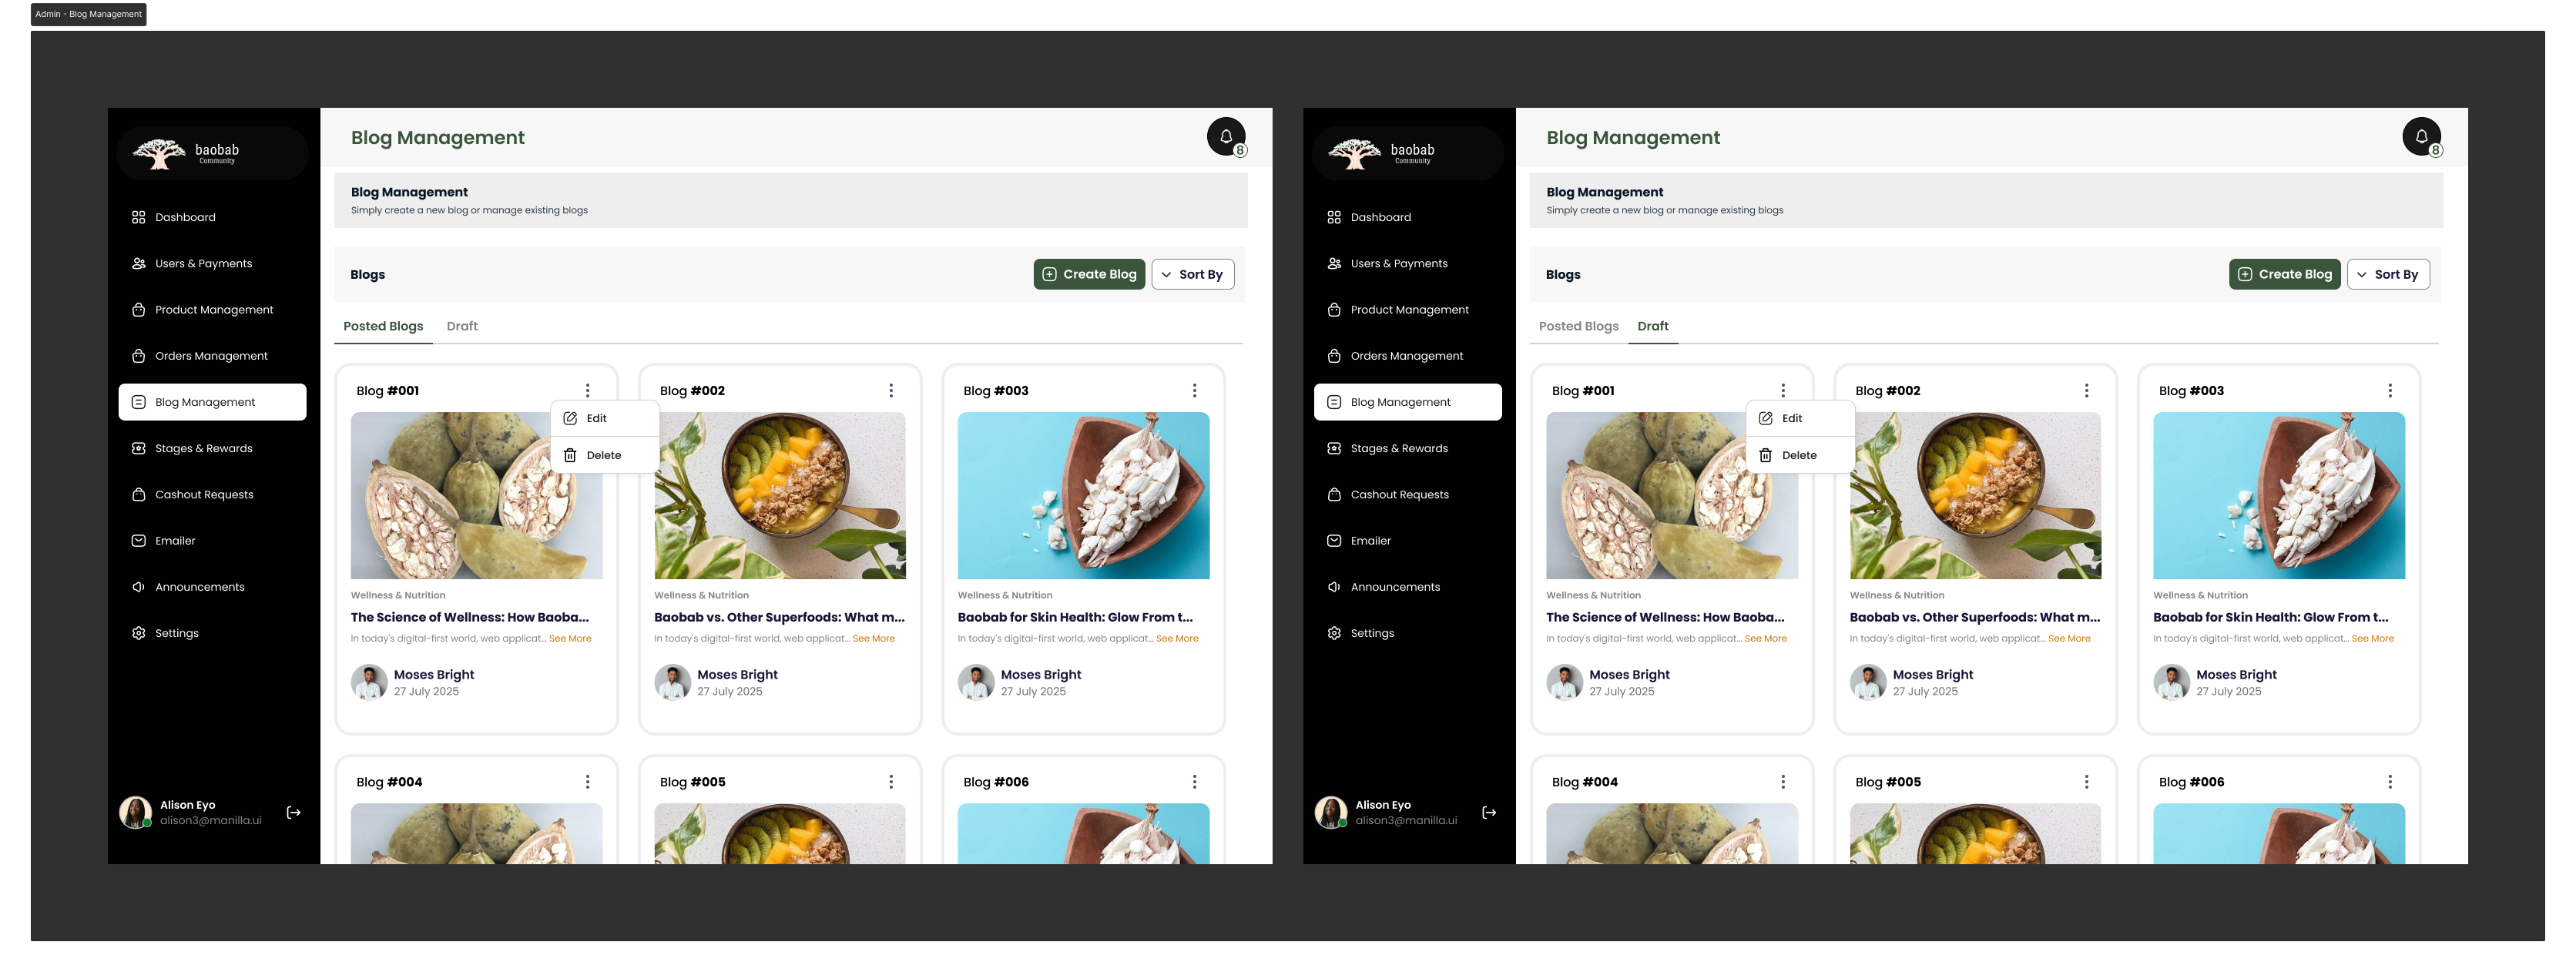 Admin - Blog Management
baobab
Community
Dashboard
Users & Payments
Product Management
Orders Management
Blog Management
Stages & Rewards
Cashout Requests
Emailer
Announcements
Settings
Alison Eyo
alison3@manilla.ui
Blog Management
8
Blog Management
Simply create a new blog or manage existing blogs
Blogs
Create Blog
Sort By
Posted Blogs
Draft
Blog #001
Edit
Delete
Wellness & Nutrition
The Science of Wellness: How Baoba...
In today's digital-first world, web applicat... See More
Moses Bright
27 July 2025
Blog #002
Wellness & Nutrition
Baobab vs. Other Superfoods: What m...
In today's digital-first world, web applicat... See More
Moses Bright
27 July 2025
Blog #003
Wellness & Nutrition
Baobab for Skin Health: Glow From t...
In today's digital-first world, web applicat... See More
Moses Bright
27 July 2025
Blog #004
Blog #005
Blog #006
baobab
Community
Dashboard
Users & Payments
Product Management
Orders Management
Blog Management
Stages & Rewards
Cashout Requests
Emailer
Announcements
Settings
Alison Eyo
alison3@manilla.ui
Blog Management
8
Blog Management
Simply create a new blog or manage existing blogs
Blogs
Create Blog
Sort By
Posted Blogs
Draft
Blog #001
Edit
Delete
Wellness & Nutrition
The Science of Wellness: How Baoba...
In today's digital-first world, web applicat... See More
Moses Bright
27 July 2025
Blog #002
Wellness & Nutrition
Baobab vs. Other Superfoods: What m...
In today's digital-first world, web applicat... See More
Moses Bright
27 July 2025
Blog #003
Wellness & Nutrition
Baobab for Skin Health: Glow From t...
In today's digital-first world, web applicat... See More
Moses Bright
27 July 2025
Blog #004
Blog #005
Blog #006